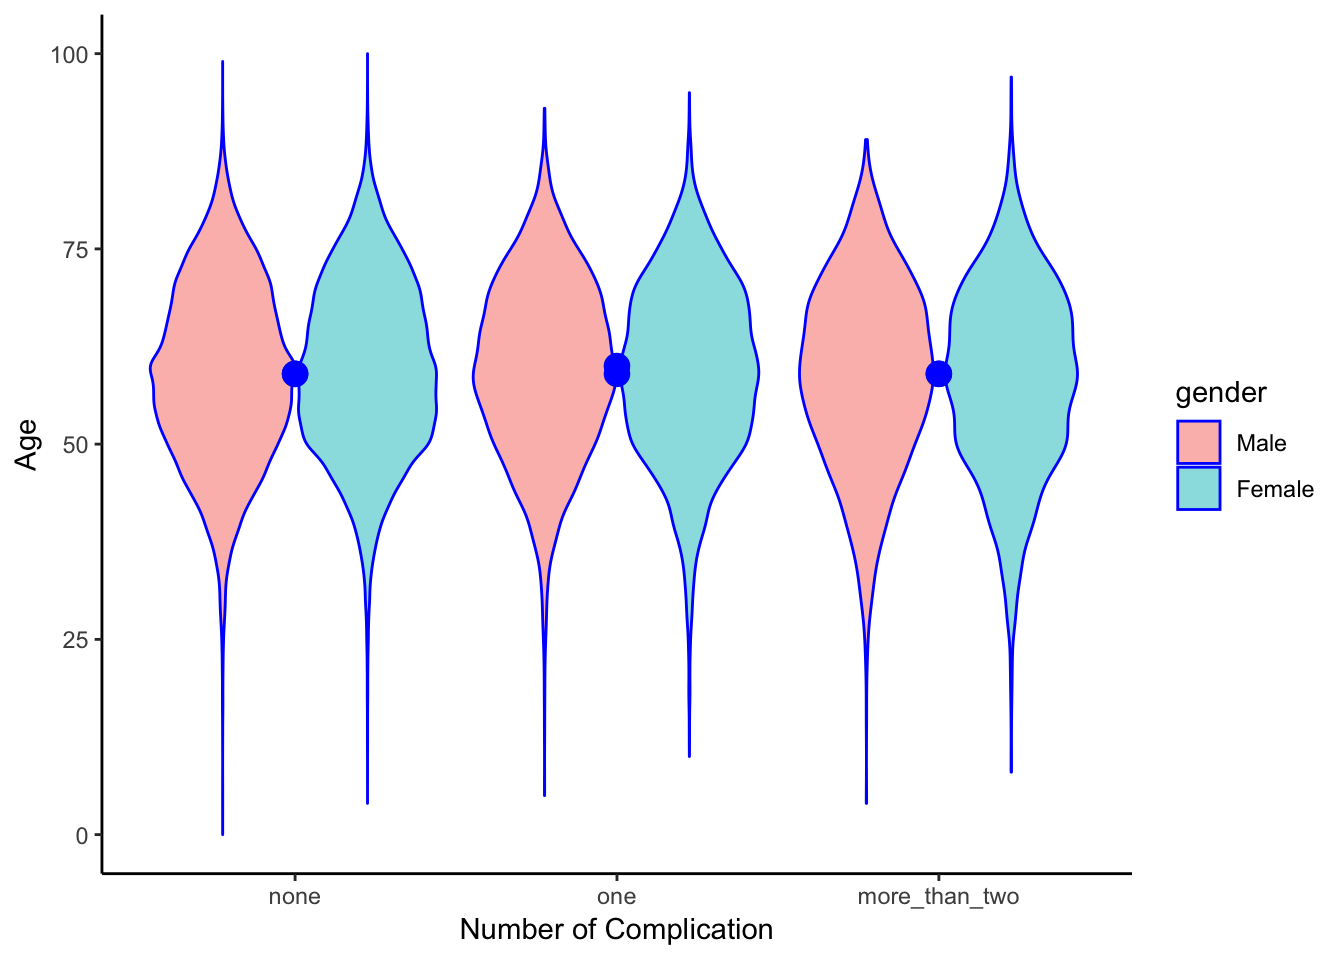 100
75
50
25
0
Age
none
one
more_than_two
Number of Complication
gender
Male
Female